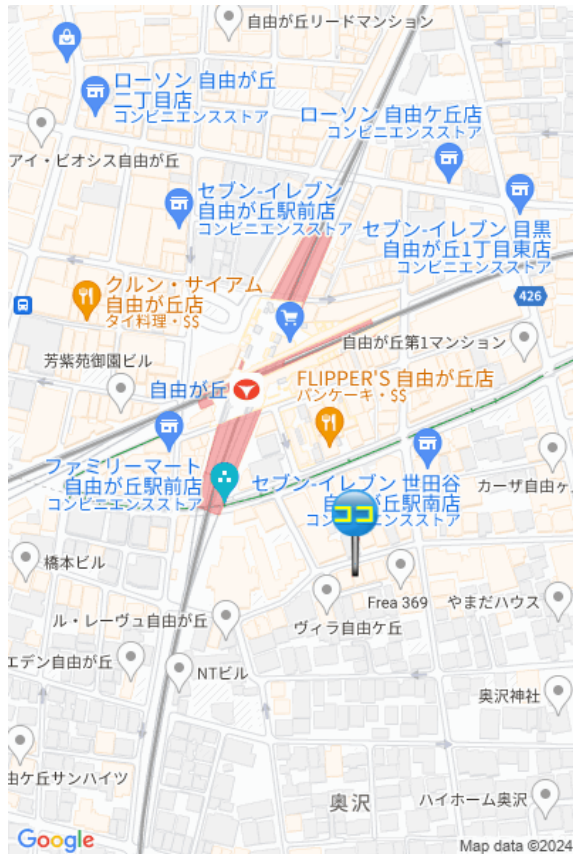 自由が丘リードマンション
ローソン 自由が丘
二丁目店
コンビニエンスストア
ローソン 自由ケ丘店
コンビニエンスストア
アイ・ビオシス自由が丘
セブン-イレブン
自由が丘駅前店
コンビニエンスストア
セブン-イレブン 目黒
自由が丘1丁目東店
コンビニエンスストア
クルン・サイアム
自由が丘店
タイ料理・$$
426
自由が丘第1マンション
芳紫苑御園ビル
自由が丘
FLIPPER'S 自由が丘店
パンケーキ・$$
ファミリーマート
自由が丘駅前店
コンビニエンスストア
セブン-イレブン 世田谷
自由が丘駅南店
コンビニエンスストア
カーザ自由ヶ
ココ
橋本ビル
Frea 369
やまだハウス
ル・レーヴュ自由が丘
ヴィラ自由ケ丘
エデン自由が丘
NTビル
奥沢神社
由ケ丘サンハイツ
奥沢
ハイホーム奥沢
Google
Map data ©2024